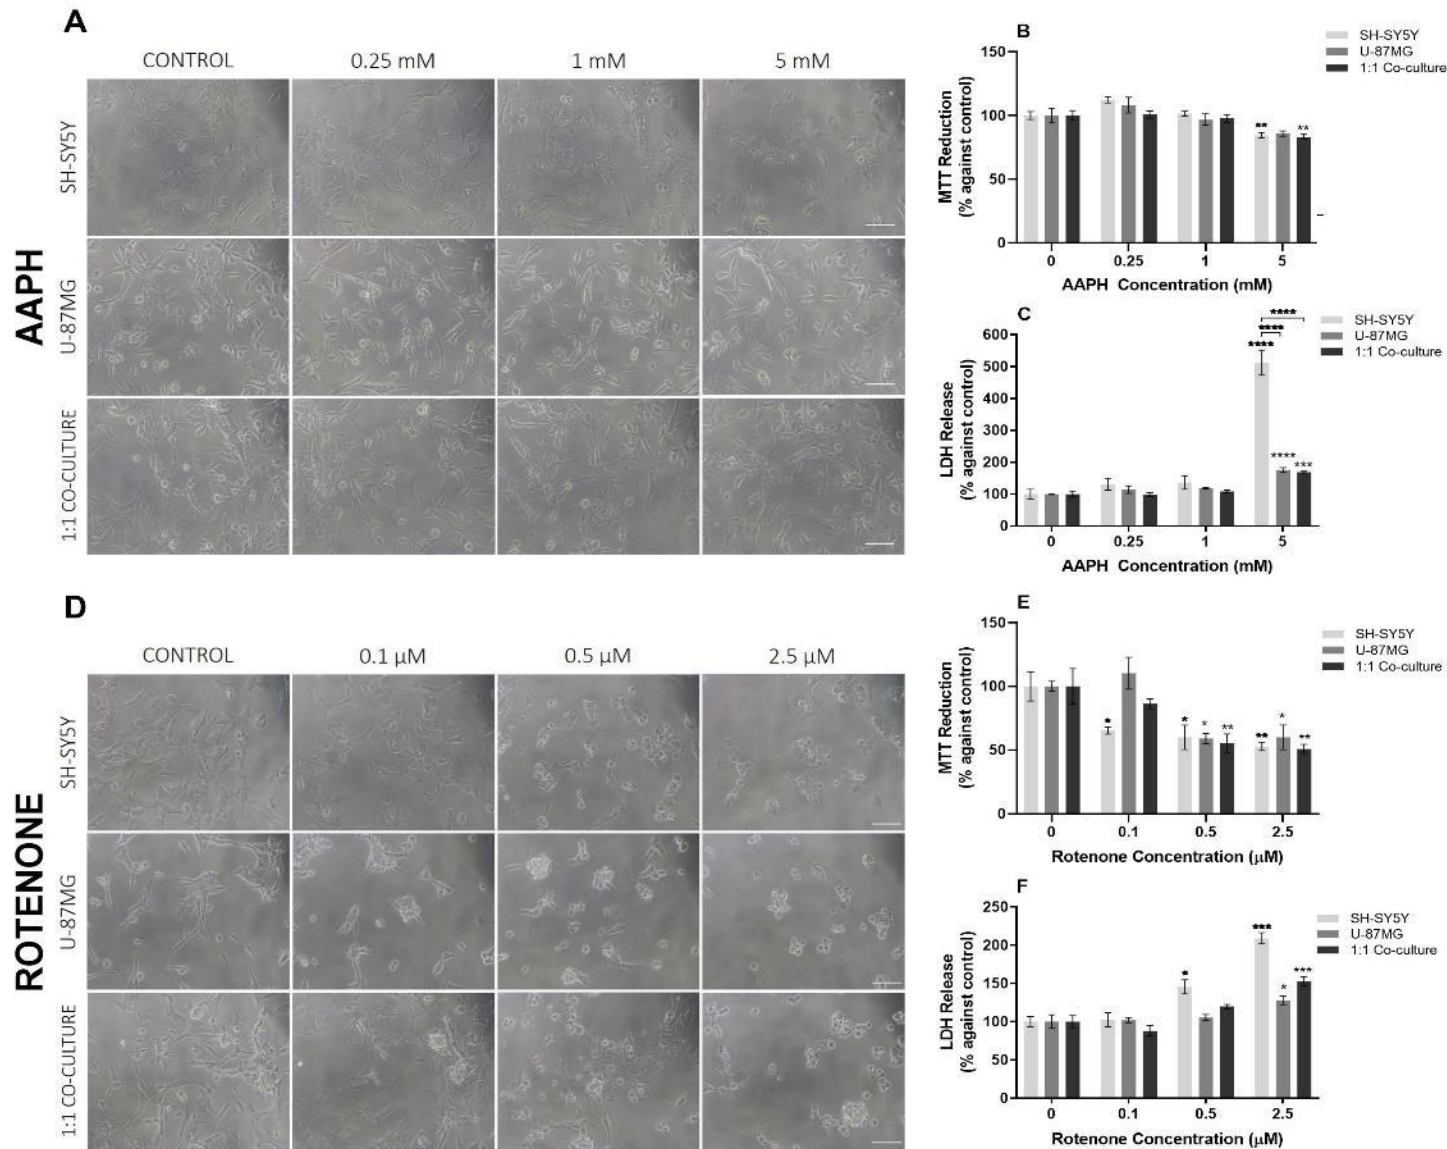 A
CONTROL 0.25 mM 1 mM 5 mM
AAPH
SH-SY5Y
U-87MG
1:1 CO-CULTURE
B
SH-SY5Y
U-87MG
1:1 Co-culture
MTT Reduction
(% against control)
150
100
50
0
** **
0 0.25 1 5
AAPH Concentration (mM)
C
SH-SY5Y
U-87MG
1:1 Co-culture
LDH Release
(% against control)
600
500
400
300
200
100
0
****
****
****
****
***
0 0.25 1 5
AAPH Concentration (mM)
D
CONTROL 0.1 µM 0.5 µM 2.5 µM
ROTENONE
SH-SY5Y
U-87MG
1:1 CO-CULTURE
E
SH-SY5Y
U-87MG
1:1 Co-culture
MTT Reduction
(% against control)
150
100
50
0
* * * ** ** * **
0 0.1 0.5 2.5
Rotenone Concentration (µM)
F
SH-SY5Y
U-87MG
1:1 Co-culture
LDH Release
(% against control)
250
200
150
100
50
0
* *** * ***
0 0.1 0.5 2.5
Rotenone Concentration (µM)